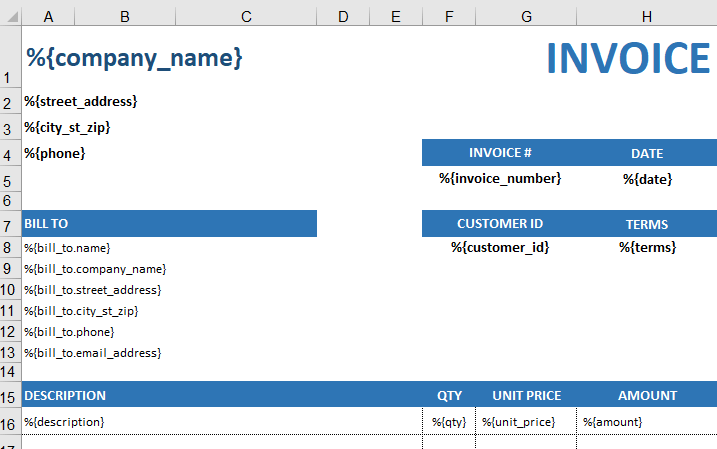 A B C D E F G H
1 %{company_name} INVOICE
2 %{street_address}
3 %{city_st_zip}
4 %{phone} INVOICE # DATE
5 %{invoice_number} %{date}
6
7 BILL TO CUSTOMER ID TERMS
8 %{bill_to.name} %{customer_id} %{terms}
9 %{bill_to.company_name}
10 %{bill_to.street_address}
11 %{bill_to.city_st_zip}
12 %{bill_to.phone}
13 %{bill_to.email_address}
14
15 DESCRIPTION QTY UNIT PRICE AMOUNT
16 %{description} %{qty} %{unit_price} %{amount}
17